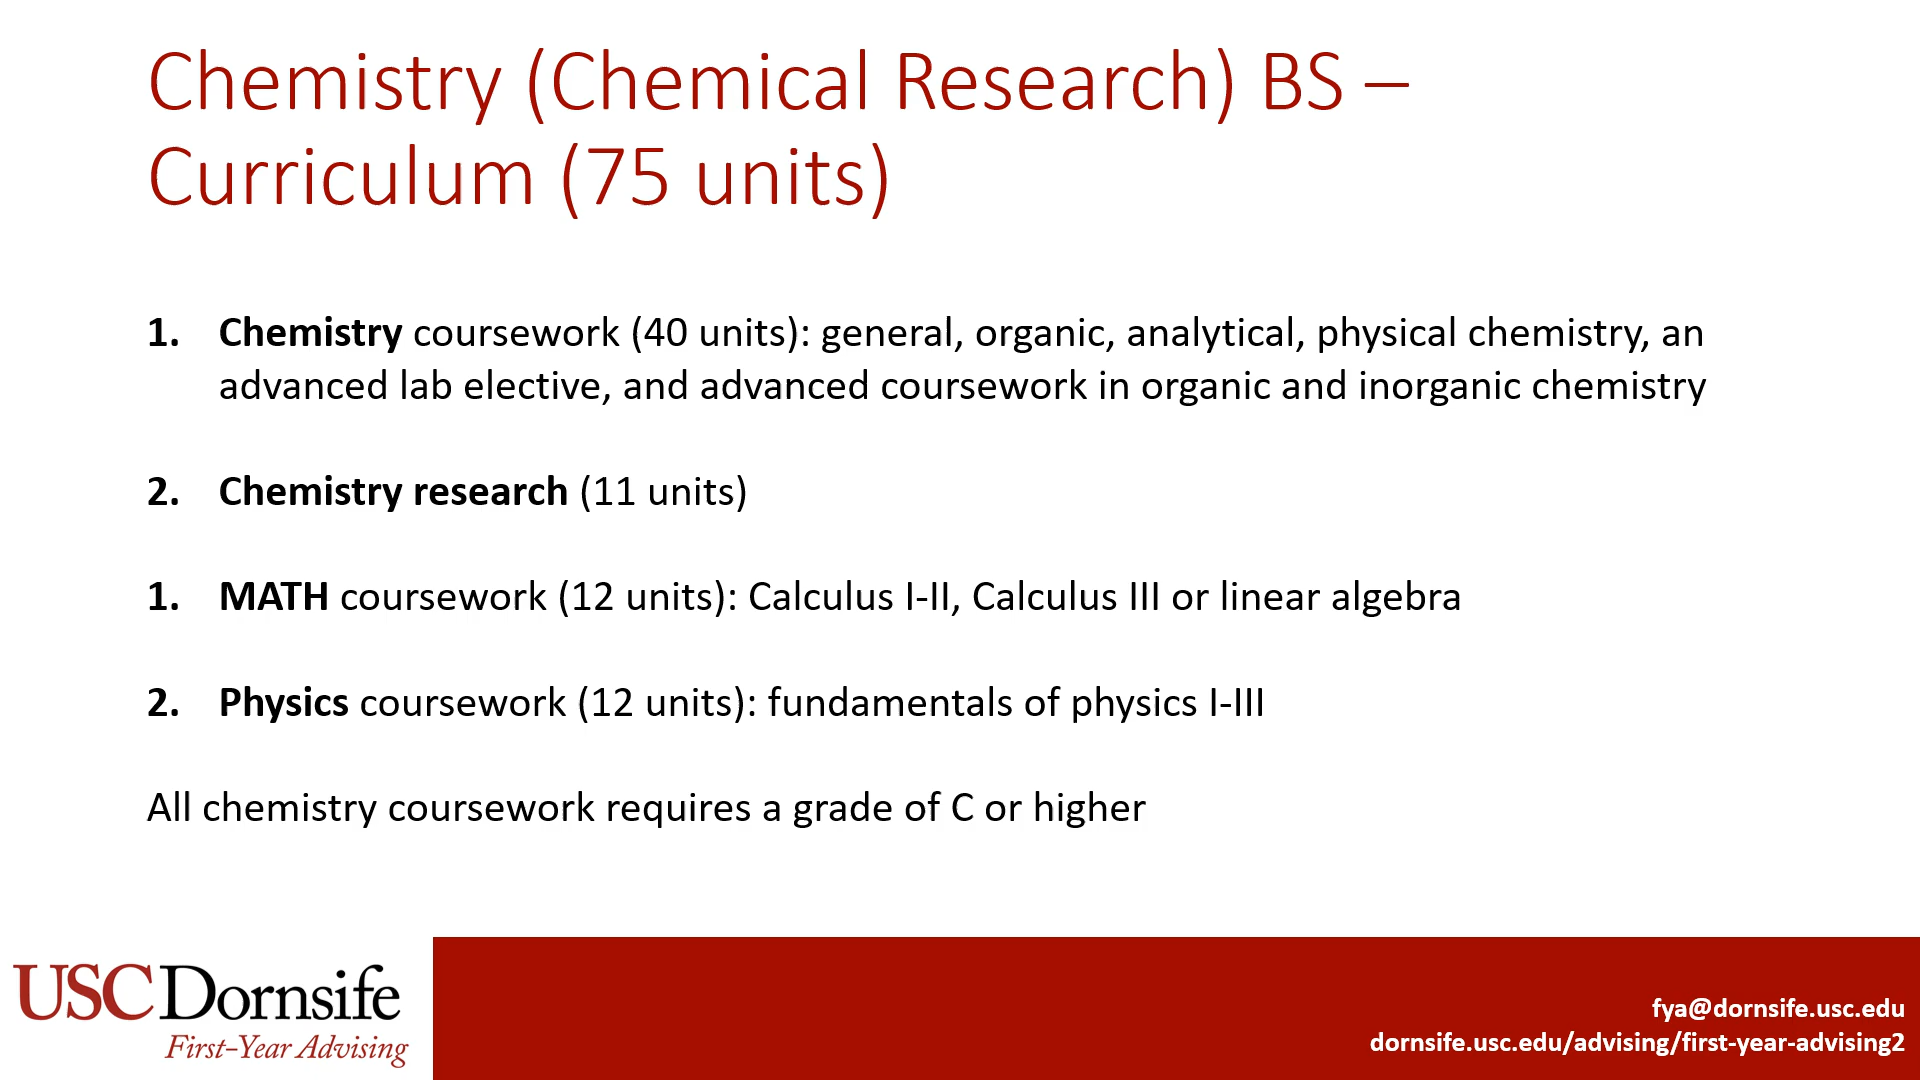 Chemistry (Chemical Research) BS –
Curriculum (75 units)
1. Chemistry coursework (40 units): general, organic, analytical, physical chemistry, an
advanced lab elective, and advanced coursework in organic and inorganic chemistry
2. Chemistry research (11 units)
1. MATH coursework (12 units): Calculus I-II, Calculus III or linear algebra
2. Physics coursework (12 units): fundamentals of physics I-III
All chemistry coursework requires a grade of C or higher
USC Dornsife
First-Year Advising
fya@dornsife.usc.edu
dornsife.usc.edu/advising/first-year-advising2